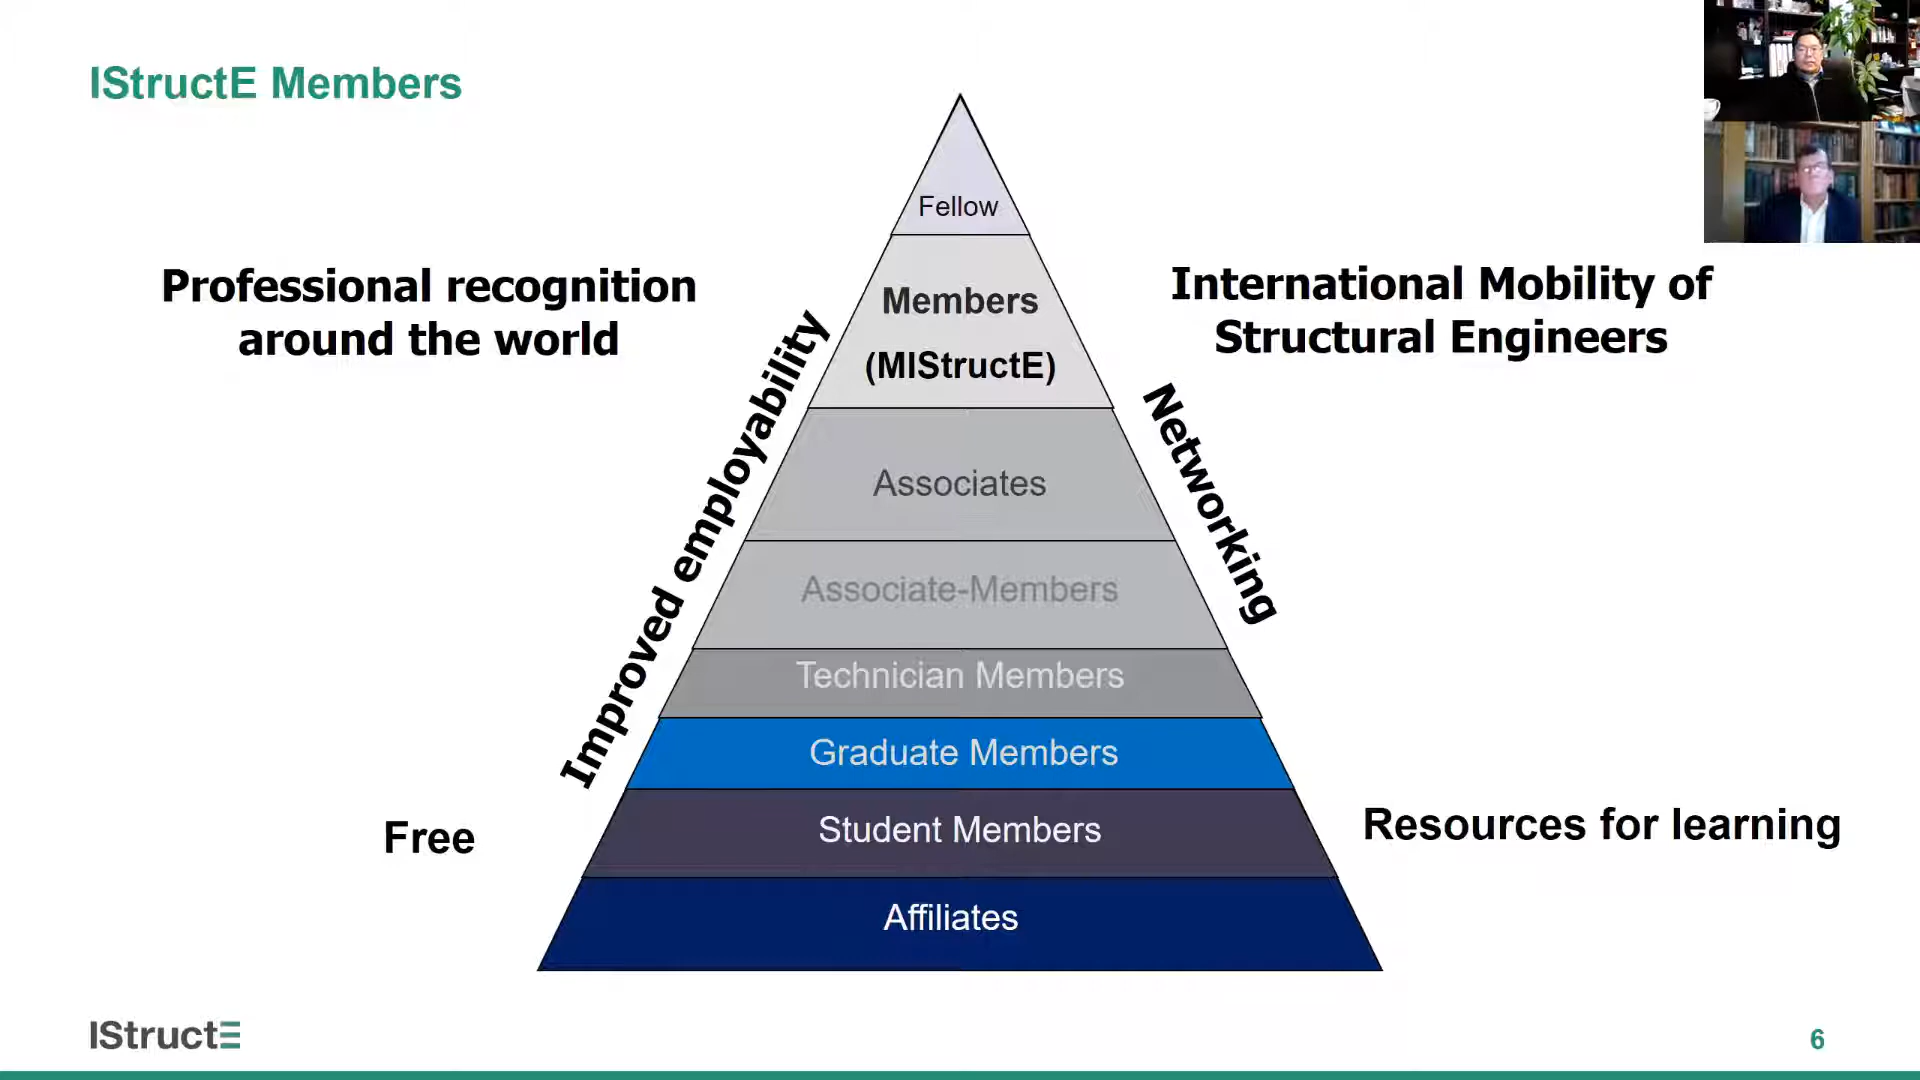 IStructE Members
Fellow
Professional recognition
around the world
Members
(MIStructE)
International Mobility of
Structural Engineers
Improved employability
Networking
Associates
Associate-Members
Technician Members
Graduate Members
Free
Student Members
Resources for learning
Affiliates
IStructE
6